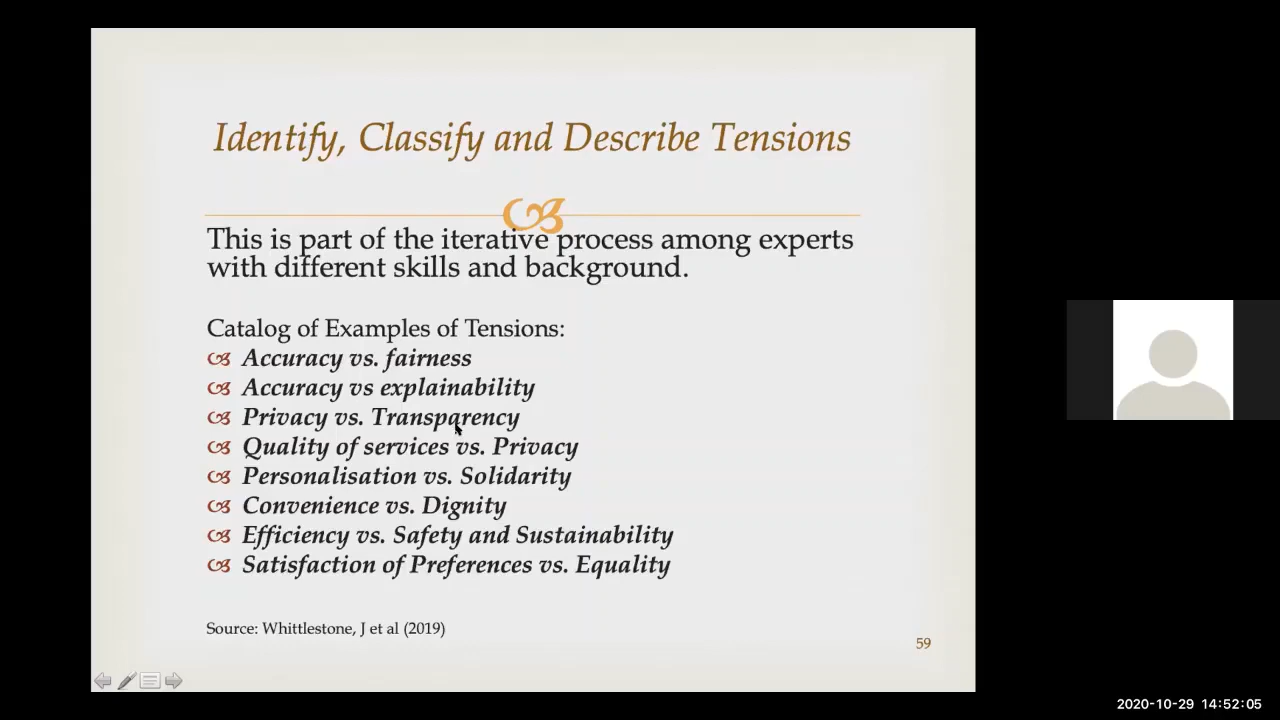 Identify, Classify and Describe Tensions
This is part of the iterative process among experts
with different skills and background.
Catalog of Examples of Tensions:
Accuracy vs. fairness
Accuracy vs explainability
Privacy vs. Transparency
Quality of services vs. Privacy
Personalisation vs. Solidarity
Convenience vs. Dignity
Efficiency vs. Safety and Sustainability
Satisfaction of Preferences vs. Equality
Source: Whittlestone, J et al (2019)
59
2020-10-29 14:52:05